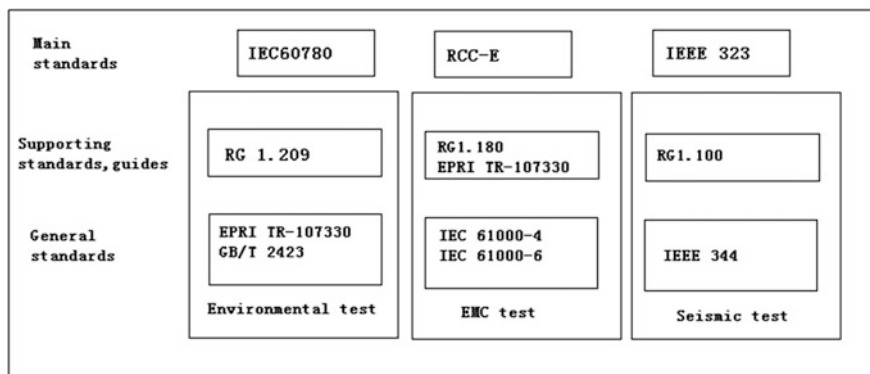 Main
standards
IEC60780
RCC-E
IEEE 323
Supporting
standards,guides
RG 1.209
RG1.180
EPRI TR-107330
RG1.100
General
standards
EPRI TR-107330
GB/T 2423
IEC 61000-4
IEC 61000-6
IEEE 344
Environmental test
EMC test
Seismic test